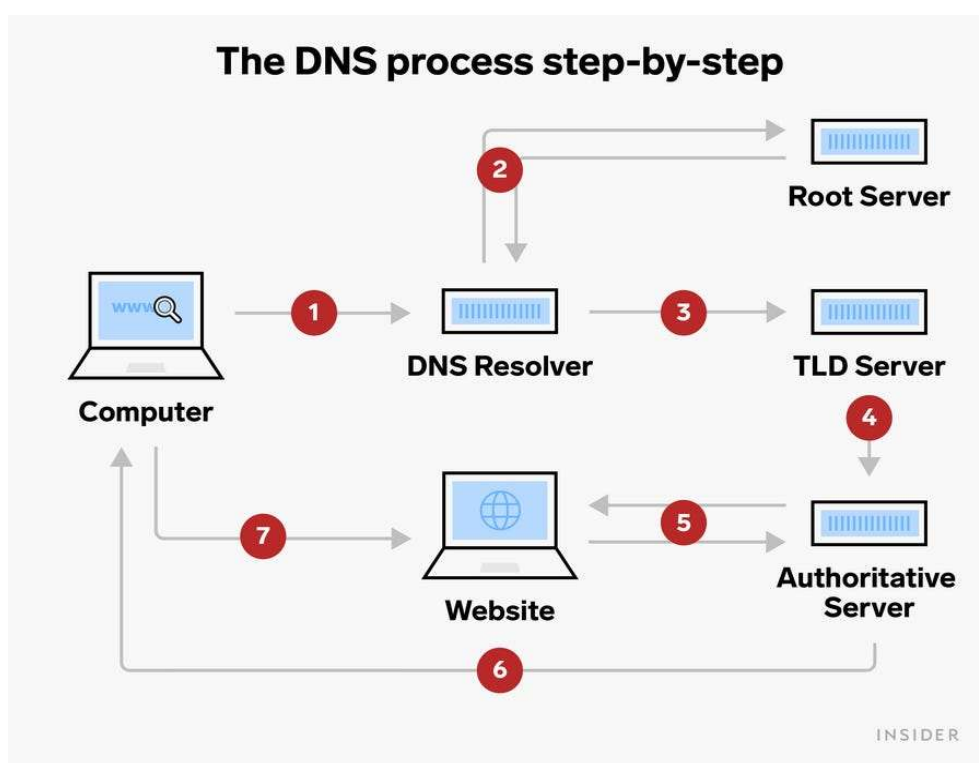 The DNS process step-by-step
2
Root Server
www
1
3
DNS Resolver
TLD Server
Computer
4
7
5
Website
Authoritative
Server
6
INSIDER